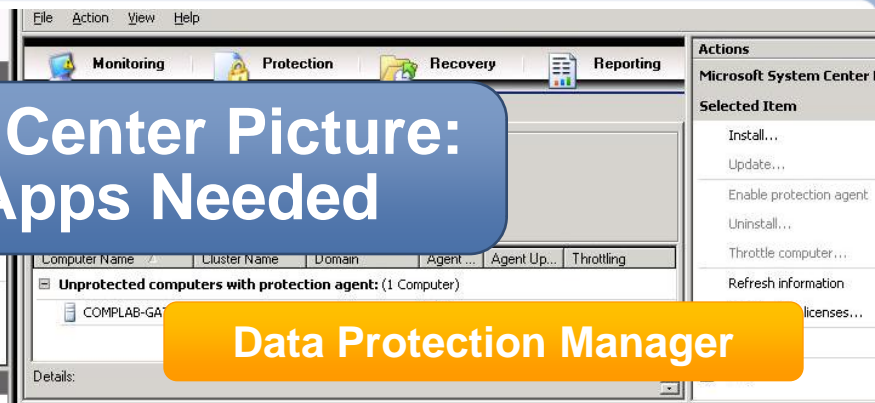 File Action View Help
Monitoring Protection Recovery Reporting
Actions
Microsoft System Center
Selected Item
Center Picture:
Apps Needed
Install...
Update...
Enable protection agent
Uninstall...
Throttle computer...
Refresh information
licenses...
Computer Name Cluster Name Domain Agent ... Agent Up... Throttling
Unprotected computers with protection agent: (1 Computer)
COMPLAB-GA
Data Protection Manager
Details: